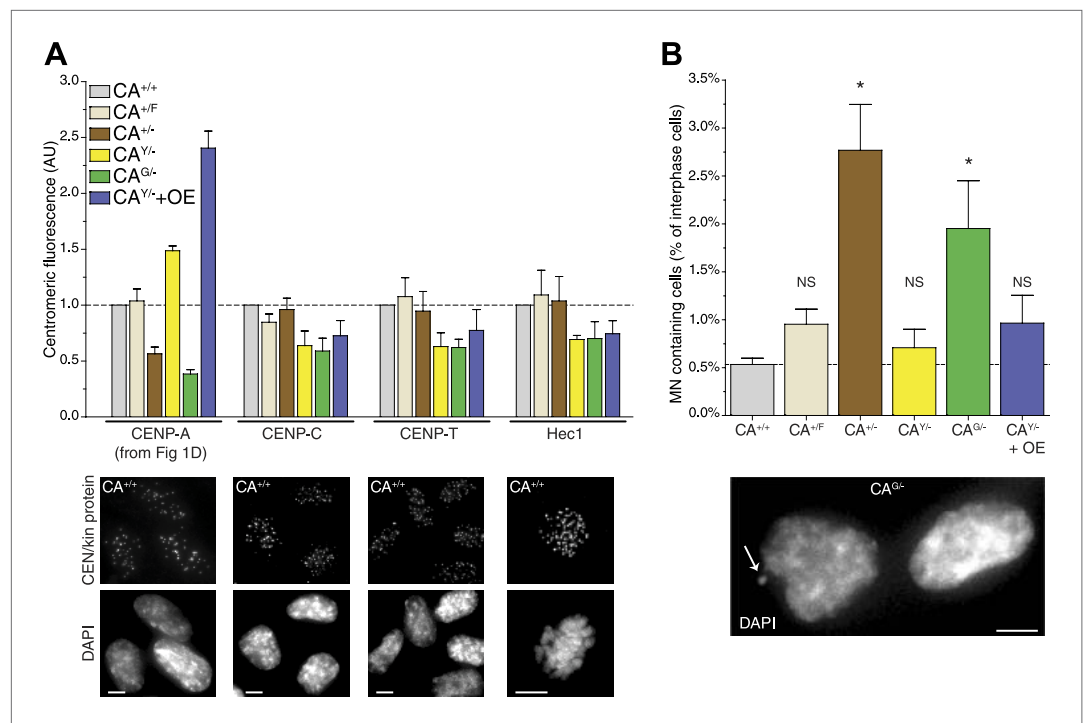 A
3.0
2.5
2.0
1.5
1.0
0.5
0.0
Centromeric fluorescence (AU)
CA+/+
CA+/F
CA+/-
CAY/-
CAG/-
CAY/-+OE
CENP-A
(from Fig 1D)
CENP-C
CENP-T
Hec1
CEN/kin protein
CA+/+
CA+/+
CA+/+
CA+/+
DAPI
B
3.5%
3.0%
2.5%
2.0%
1.5%
1.0%
0.5%
0.0%
MN containing cells (% of interphase cells)
NS
*
NS
*
NS
CA+/+
CA+/F
CA+/-
CAY/-
CAG/-
CAY/-
+ OE
CAG/-
DAPI